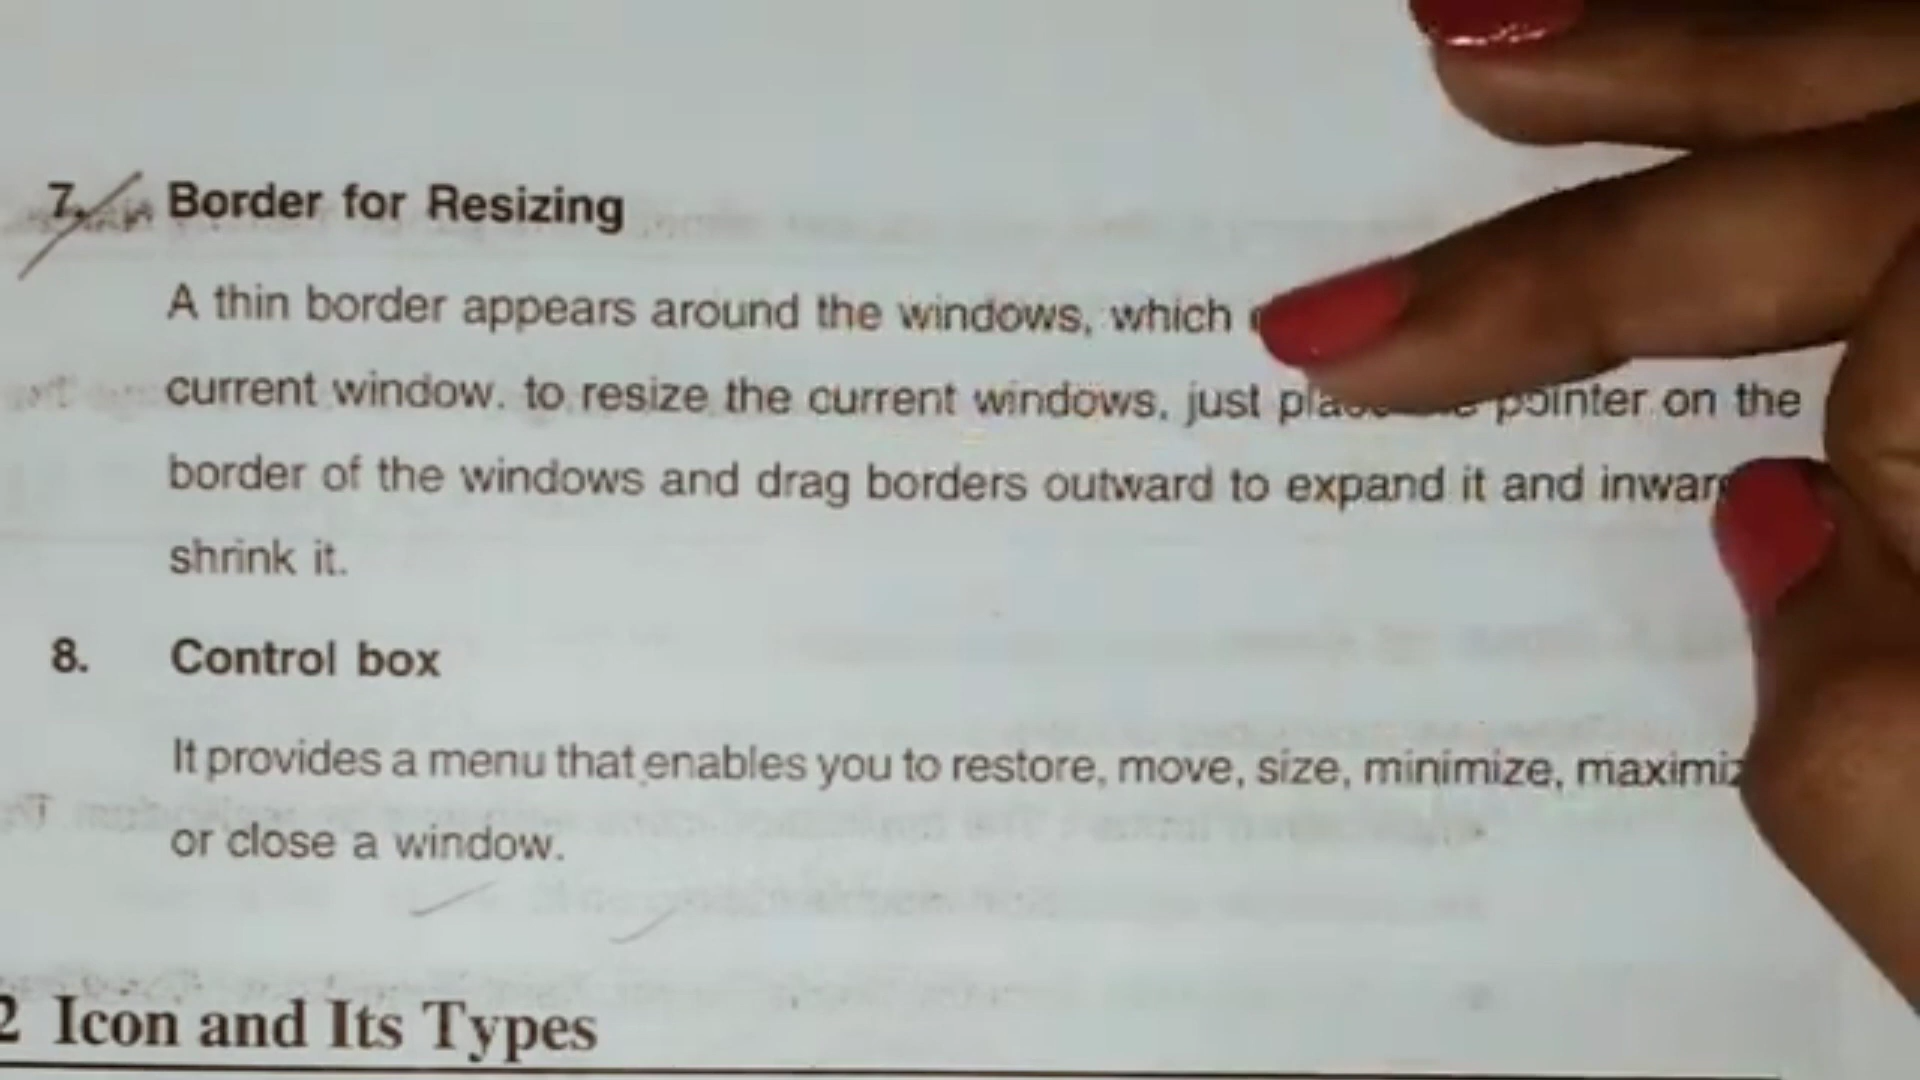 7. Border for Resizing
A thin border appears around the windows, which
current window. to resize the current windows, just pointer on the
border of the windows and drag borders outward to expand it and
shrink it.
8. Control box
It provides a menu that enables you to restore, move, size, minimize,
or close a window.
2 Icon and Its Types